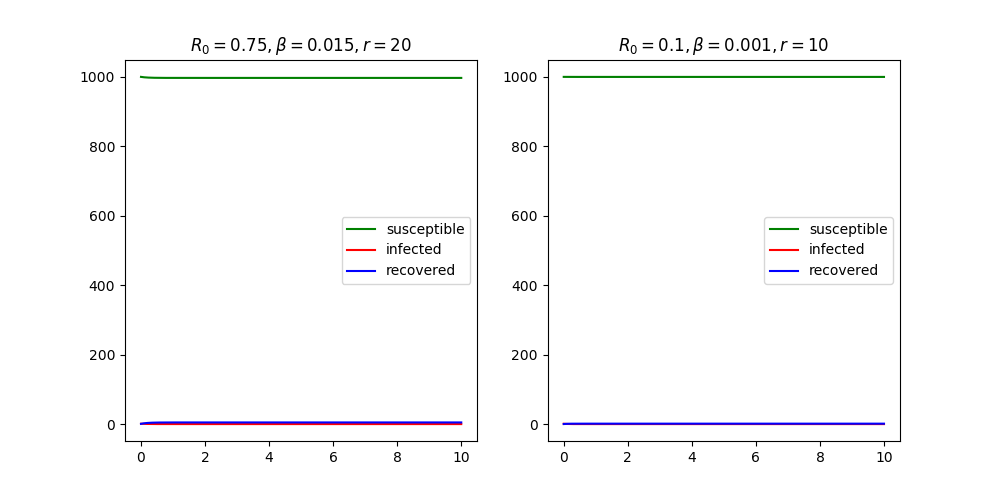 R₀ = 0.75, β = 0.015, r = 20
1000
800
600
400
200
0
susceptible
infected
recovered
0 2 4 6 8 10
R₀ = 0.1, β = 0.001, r = 10
1000
800
600
400
200
0
susceptible
infected
recovered
0 2 4 6 8 10